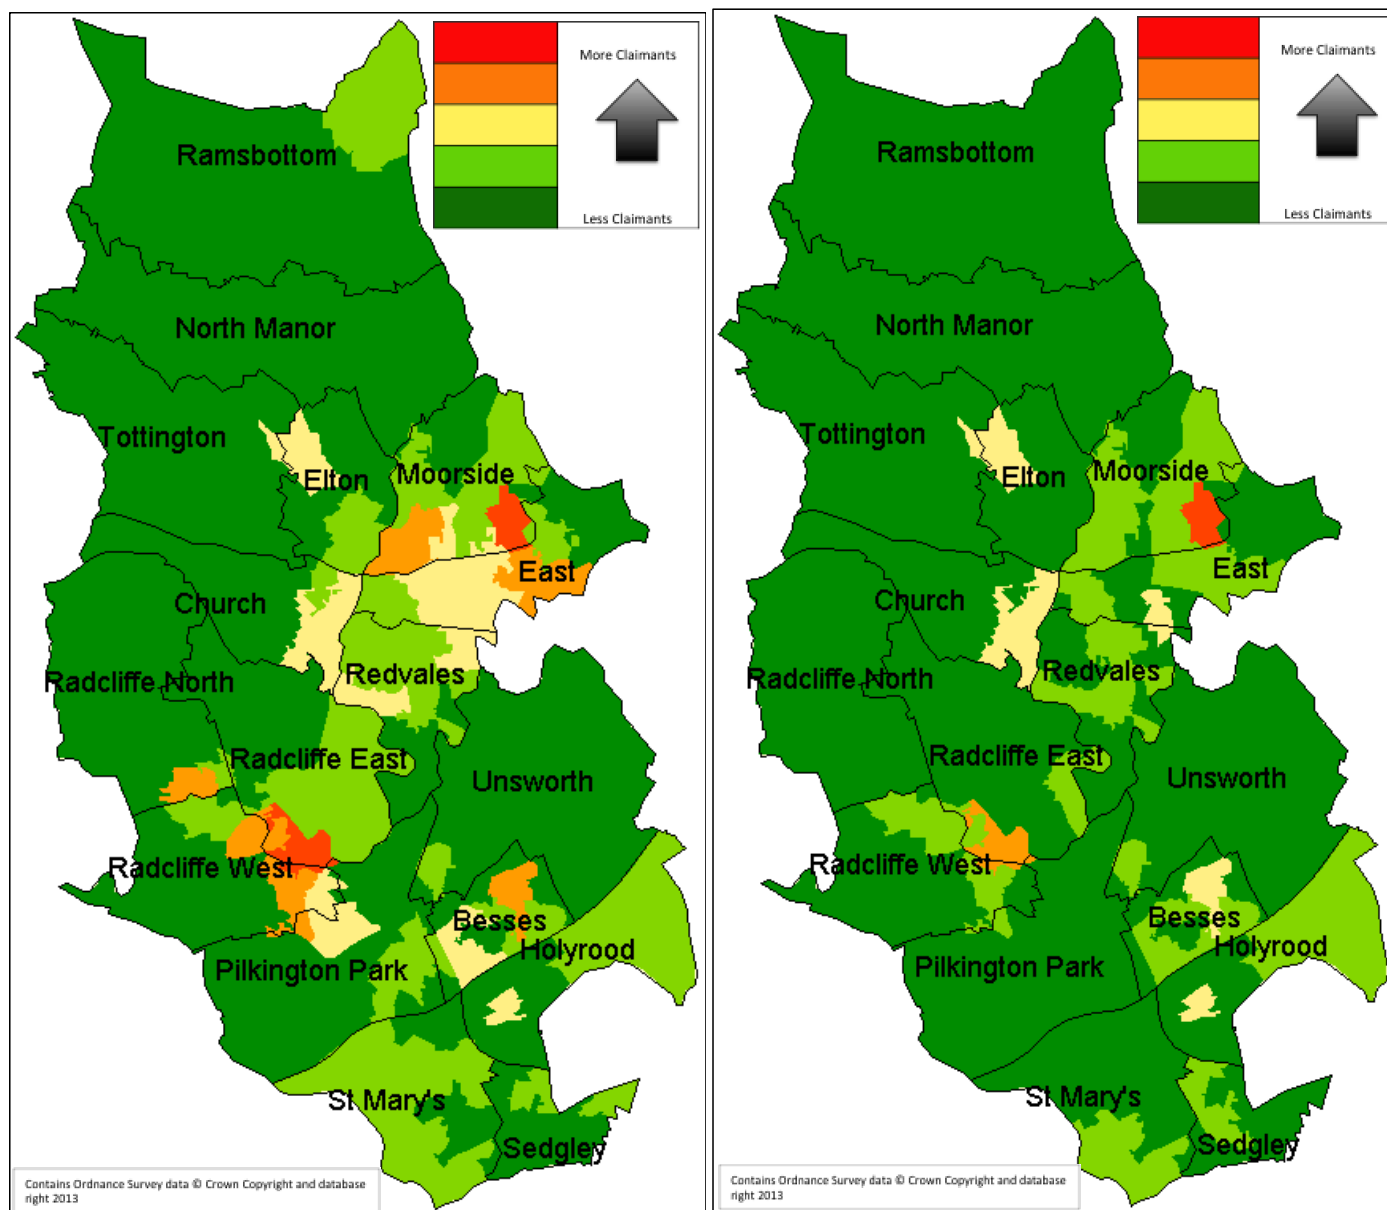 More Claimants
Less Claimants
Ramsbottom
North Manor
Tottington
Elton
Moorside
East
Church
Redvales
Radcliffe North
Radcliffe East
Unsworth
Radcliffe West
Besses
Holyrood
Pilkington Park
St Mary's
Sedgley
Contains Ordnance Survey data © Crown Copyright and database
right 2013
More Claimants
Less Claimants
Ramsbottom
North Manor
Tottington
Elton
Moorside
East
Church
Redvales
Radcliffe North
Radcliffe East
Unsworth
Radcliffe West
Besses
Holyrood
Pilkington Park
St Mary's
Sedgley
Contains Ordnance Survey data © Crown Copyright and database
right 2013